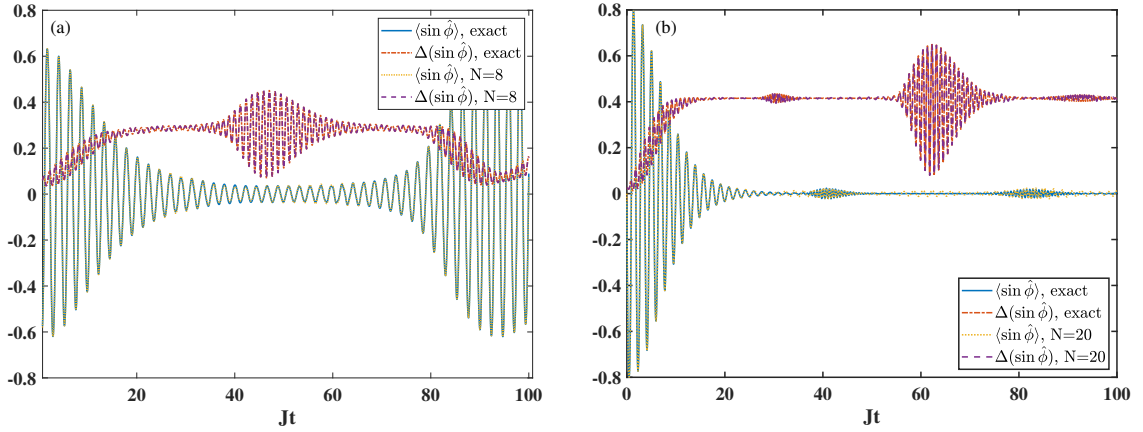 (a)
⟨sin ϕ̂⟩, exact
Δ(sin ϕ̂), exact
⟨sin ϕ̂⟩, N=8
Δ(sin ϕ̂), N=8
0.8
0.6
0.4
0.2
0
-0.2
-0.4
-0.6
-0.8
20 40 60 80 100
Jt
(b)
0.8
0.6
0.4
0.2
0
-0.2
-0.4
-0.6
-0.8
⟨sin ϕ̂⟩, exact
Δ(sin ϕ̂), exact
⟨sin ϕ̂⟩, N=20
Δ(sin ϕ̂), N=20
0 20 40 60 80 100
Jt